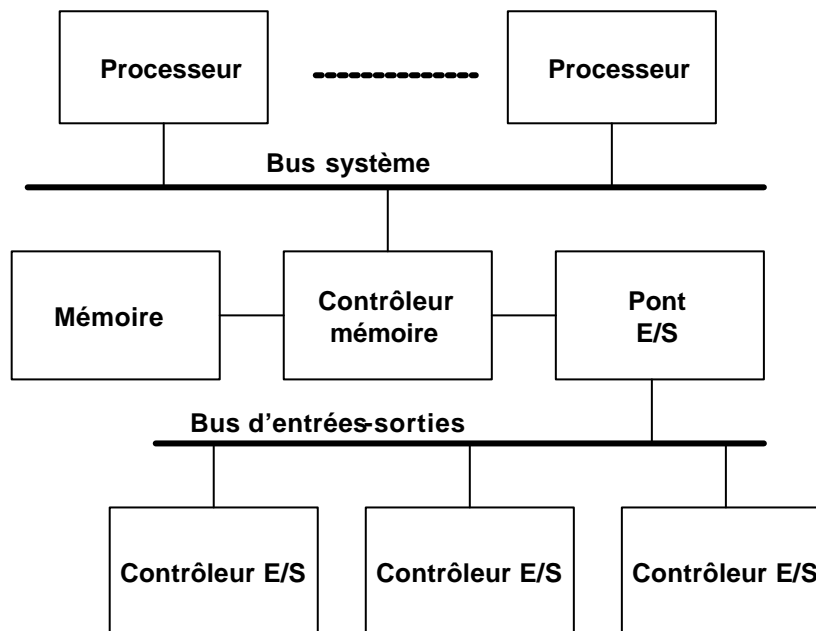 Processeur
Processeur
Bus système
Mémoire
Contrôleur
mémoire
Pont
E/S
Bus d'entrées-sorties
Contrôleur E/S
Contrôleur E/S
Contrôleur E/S